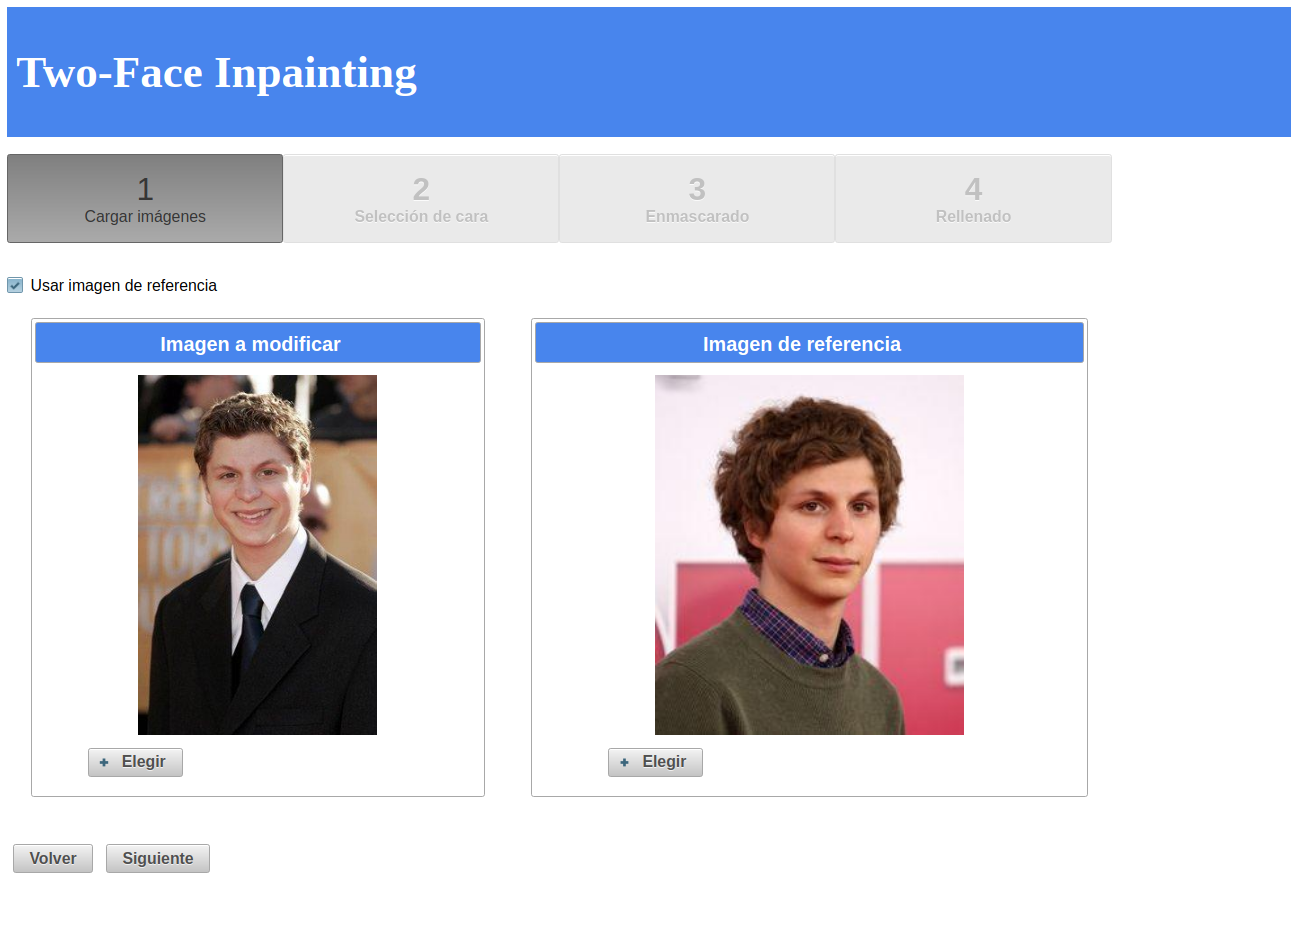 Two-Face Inpainting
1
Cargar imágenes
2
Selección de cara
3
Enmascarado
4
Rellenado
Usar imagen de referencia
Imagen a modificar
Imagen de referencia
Elegir
Elegir
Volver
Siguiente